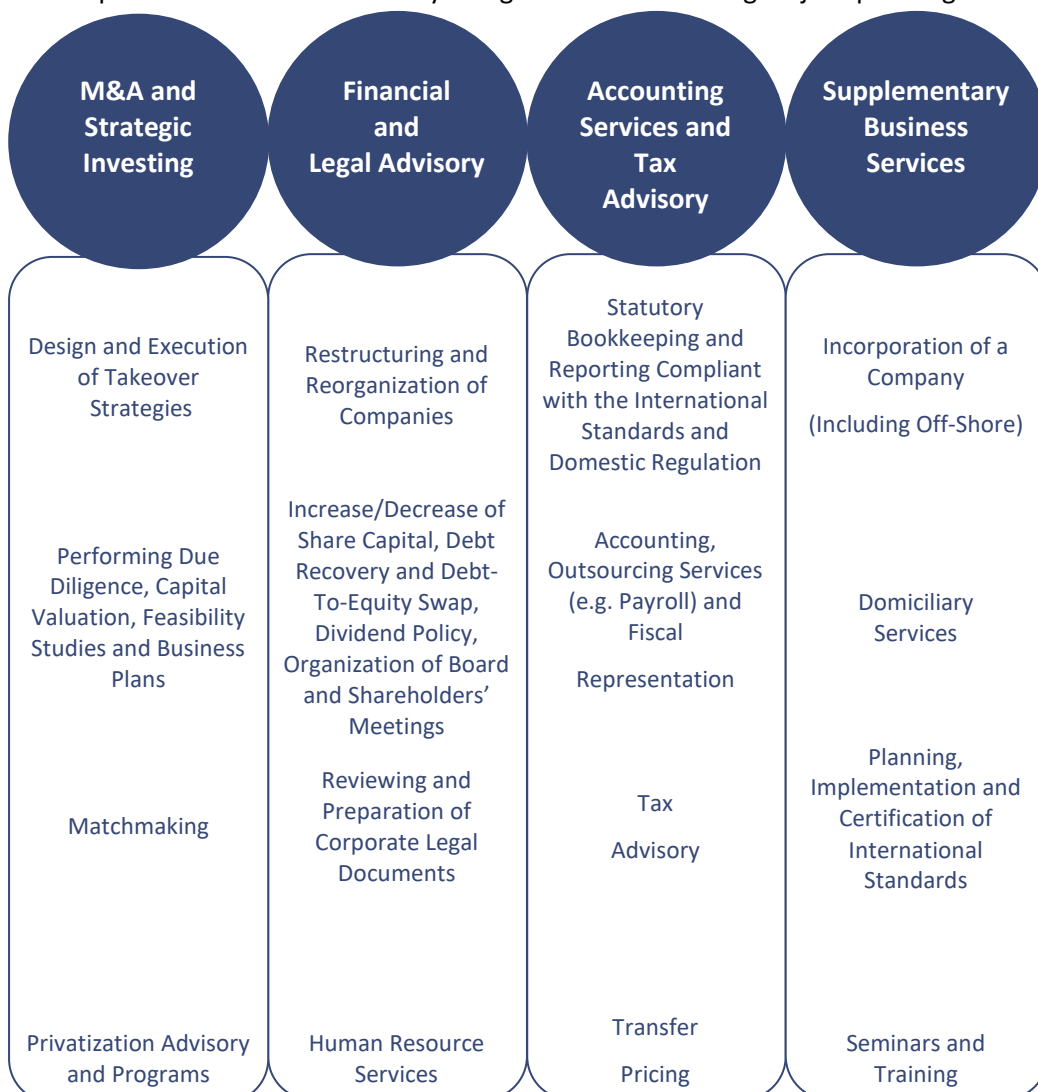 M&A and
Strategic
Investing
Financial
and
Legal Advisory
Accounting
Services and
Tax
Advisory
Supplementary
Business
Services
Design and Execution
of Takeover
Strategies
Performing Due
Diligence, Capital
Valuation, Feasibility
Studies and Business
Plans
Matchmaking
Privatization Advisory
and Programs
Restructuring and
Reorganization of
Companies
Increase/Decrease of
Share Capital, Debt
Recovery and Debt-
To-Equity Swap,
Dividend Policy,
Organization of Board
and Shareholders’
Meetings
Reviewing and
Preparation of
Corporate Legal
Documents
Human Resource
Services
Statutory
Bookkeeping and
Reporting Compliant
with the International
Standards and
Domestic Regulation
Accounting,
Outsourcing Services
(e.g. Payroll) and
Fiscal
Representation
Tax
Advisory
Transfer
Pricing
Incorporation of a
Company
(Including Off-Shore)
Domiciliary
Services
Planning,
Implementation and
Certification of
International
Standards
Seminars and
Training